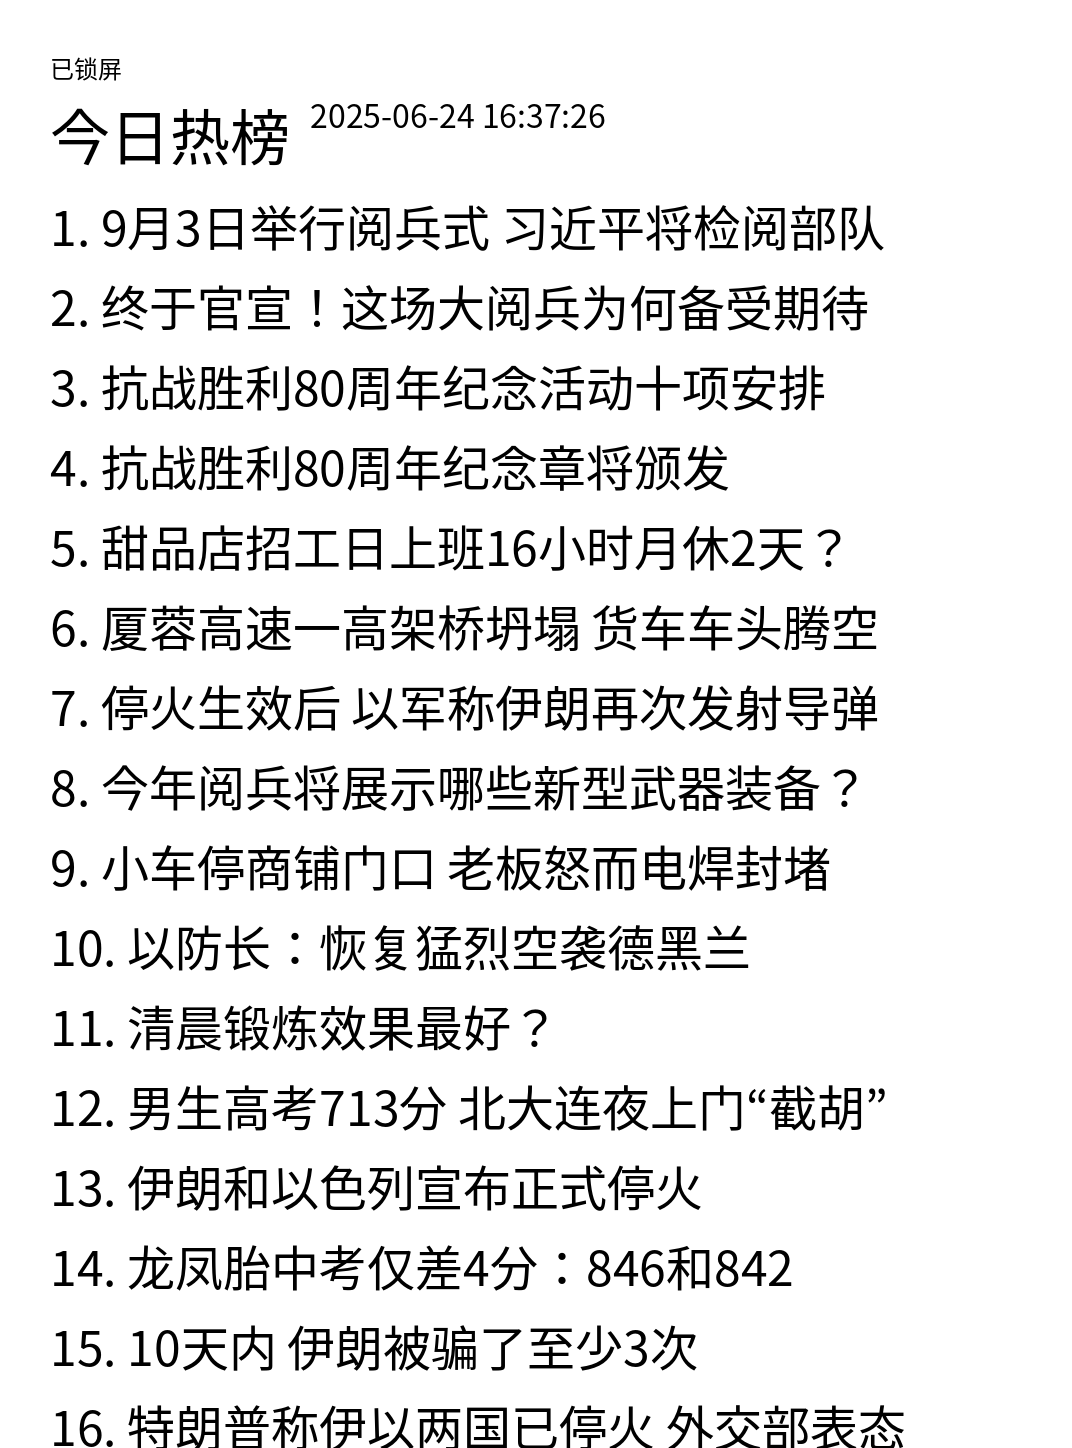 已锁屏
今日热榜 2025-06-24 16:37:26
1. 9月3日举行阅兵式 习近平将检阅部队
2. 终于官宣！这场大阅兵为何备受期待
3. 抗战胜利80周年纪念活动十项安排
4. 抗战胜利80周年纪念章将颁发
5. 甜品店招工日上班16小时月休2天？
6. 厦蓉高速一高架桥坍塌 货车车头腾空
7. 停火生效后 以军称伊朗再次发射导弹
8. 今年阅兵将展示哪些新型武器装备？
9. 小车停商铺门口 老板怒而电焊封堵
10. 以防长：恢复猛烈空袭德黑兰
11. 清晨锻炼效果最好？
12. 男生高考713分 北大连夜上门“截胡”
13. 伊朗和以色列宣布正式停火
14. 龙凤胎中考仅差4分：846和842
15. 10天内 伊朗被骗了至少3次
16. 特朗普称伊以两国已停火 外交部表态